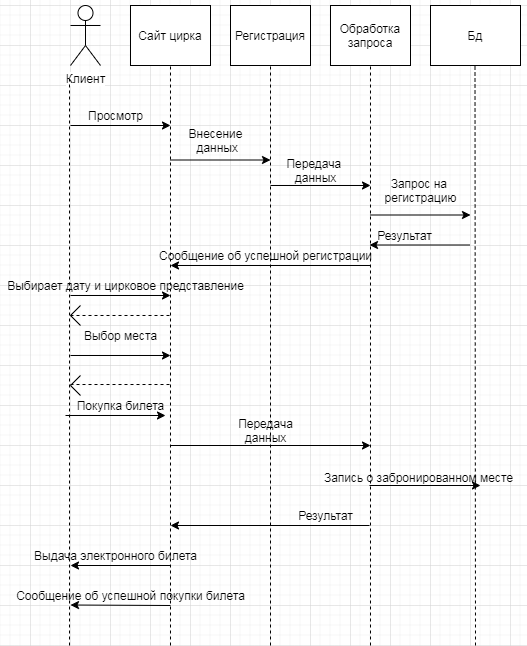 Клиент
Сайт цирка
Регистрация
Обработка
запроса
Бд
Просмотр
Внесение
данных
Передача
данных
Запрос на
регистрацию
Результат
Сообщение об успешной регистрации
Выбирает дату и цирковое представление
Выбор места
Покупка билета
Передача
данных
Запись о забронированном месте
Результат
Выдача электронного билета
Сообщение об успешной покупки билета